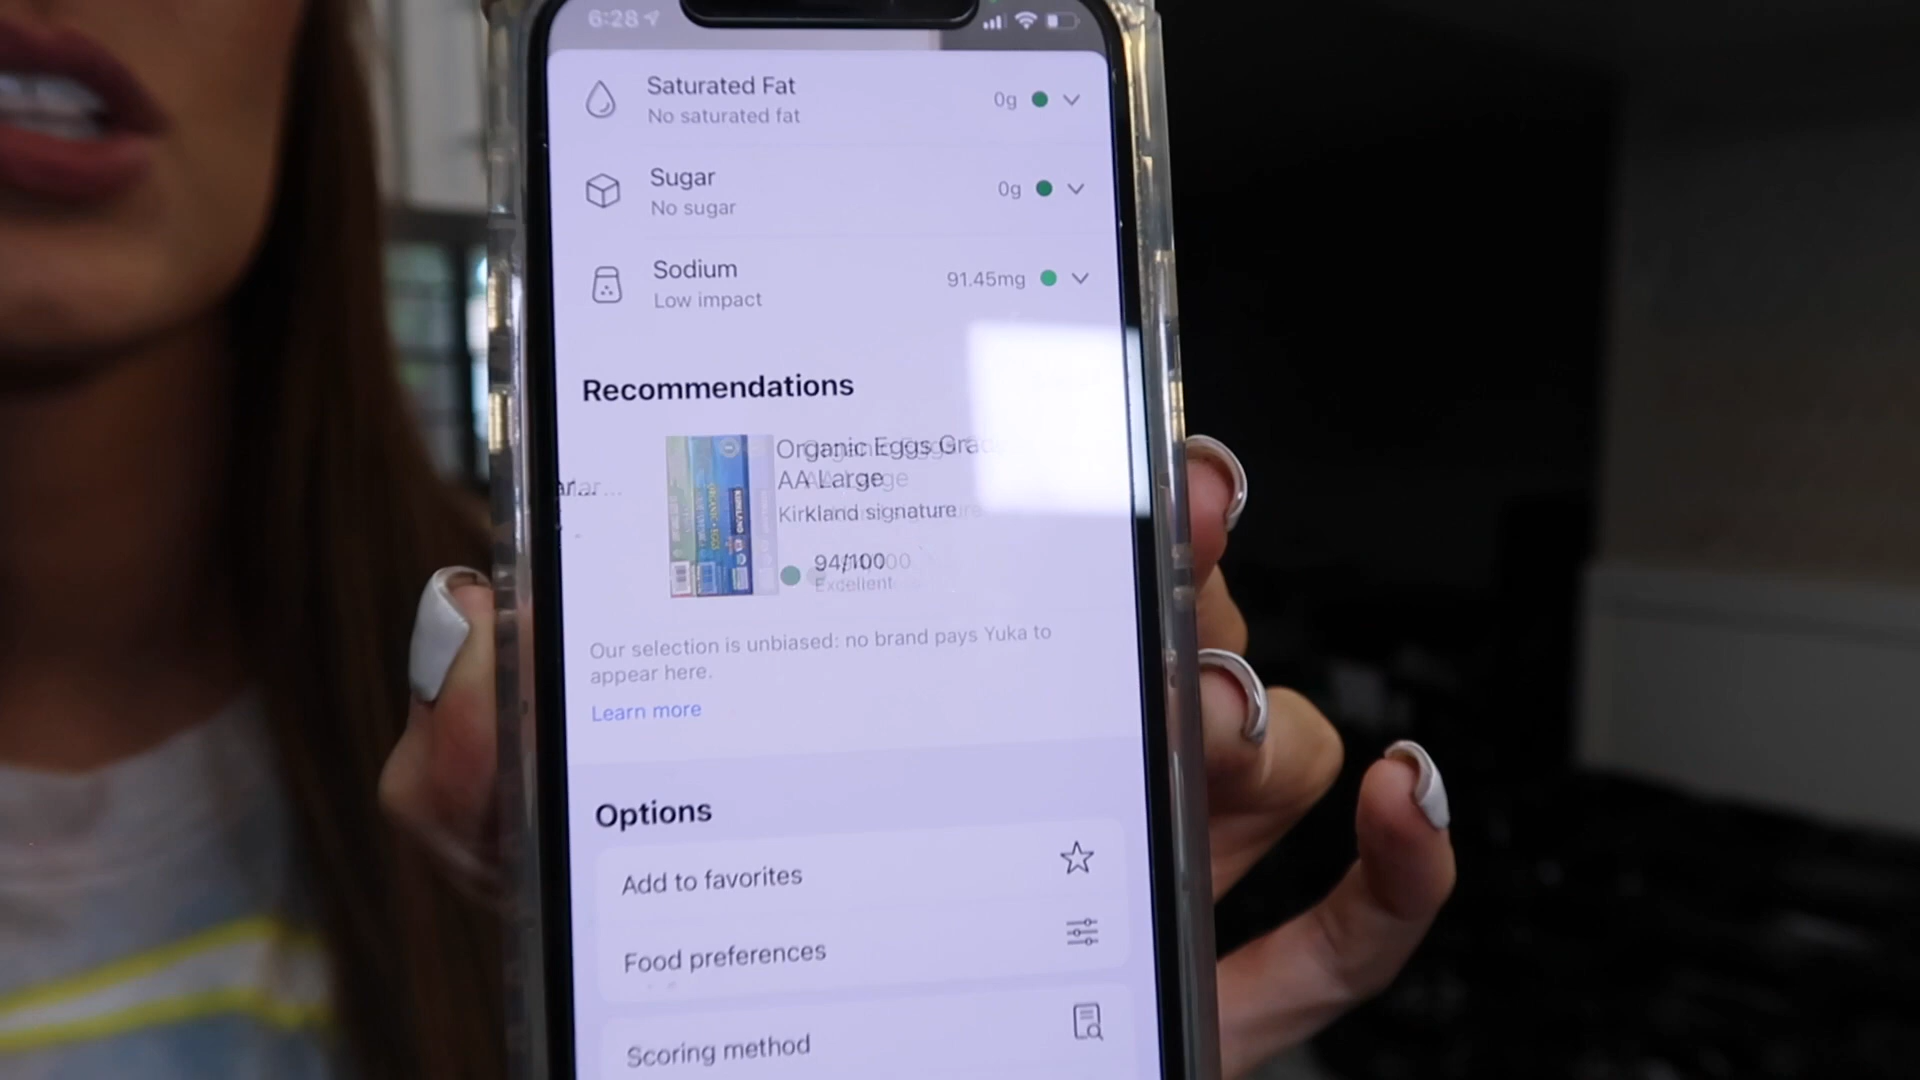 6:28
Saturated Fat
0g
No saturated fat
Sugar
0g
No sugar
Sodium
91.45mg
Low impact
Recommendations
Organic Eggs Grad
AA Large
Kirkland signature
94/100
Excellent
Our selection is unbiased: no brand pays Yuka to
appear here.
Learn more
Options
Add to favorites
Food preferences
Scoring method